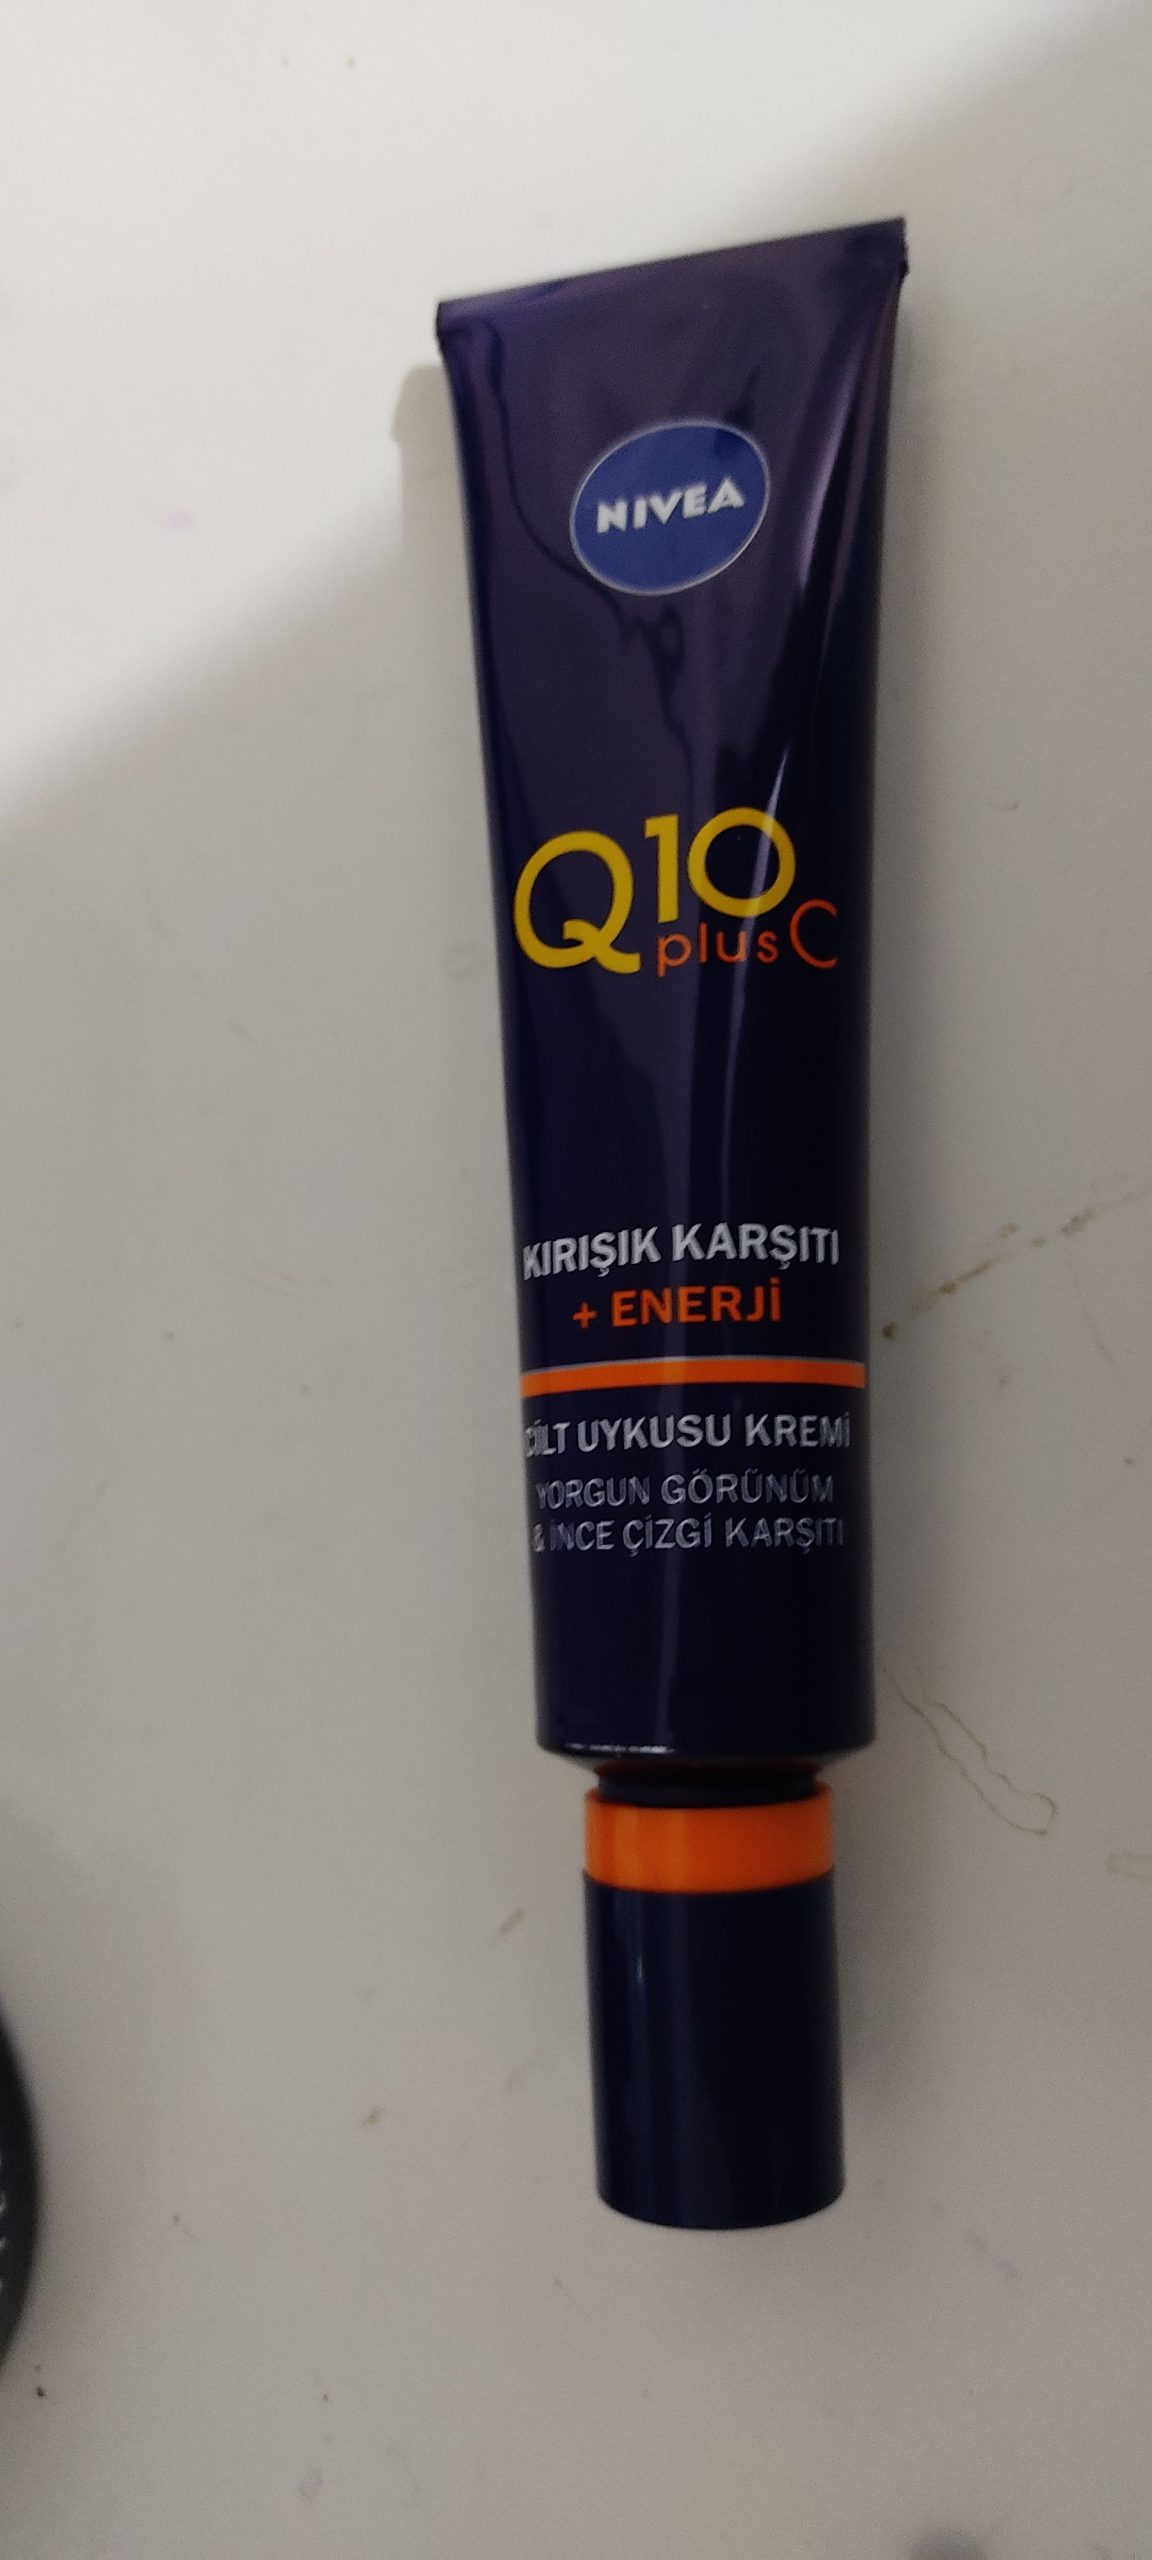 NIVEA
Q10
plus C
KIRIŞIK KARŞITI
+ ENERJİ
CİLT UYKUSU KREMİ
YORGUN GÖRÜNÜM
& İNCE ÇİZGİ KARŞITI